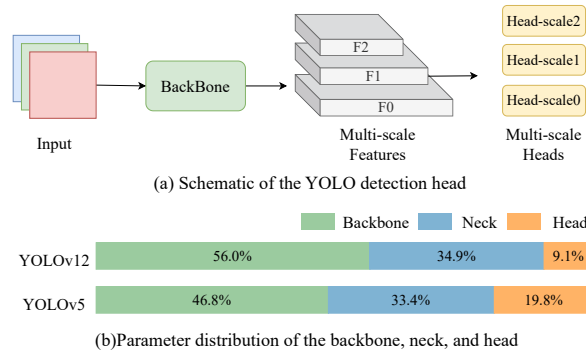 Head-scale2
F2
Head-scale1
BackBone
F1
F0
Head-scale0
Input
Multi-scale
Features
Multi-scale
Heads
(a) Schematic of the YOLO detection head
Backbone Neck Head
YOLOv12 56.0% 34.9% 9.1%
YOLOv5 46.8% 33.4% 19.8%
(b)Parameter distribution of the backbone, neck, and head